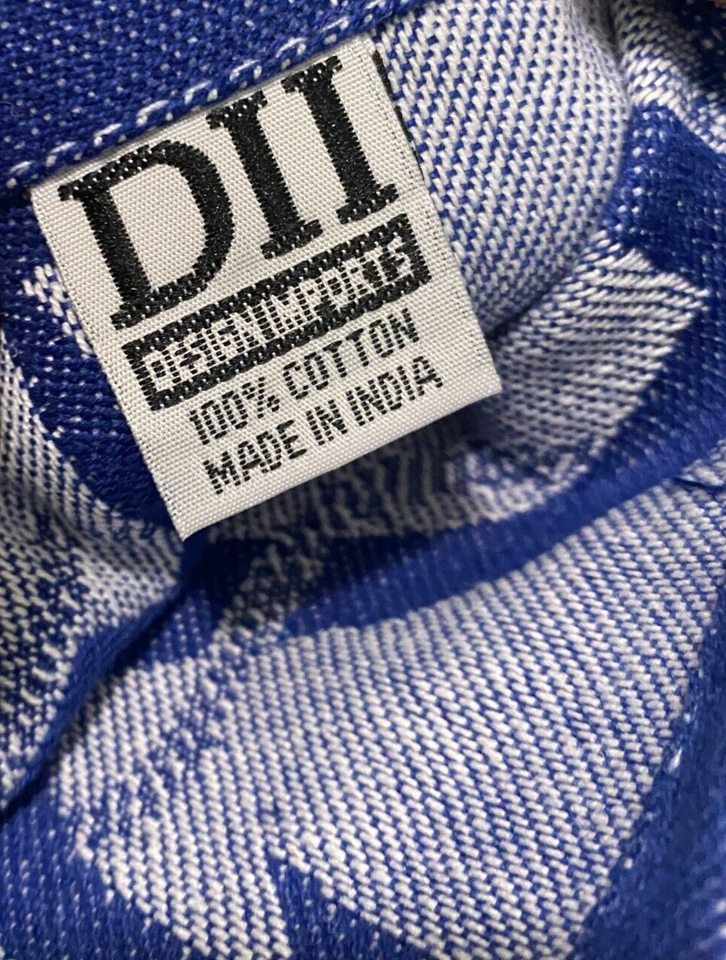 DII
DESIGN IMPORTS
100% COTTON
MADE IN INDIA